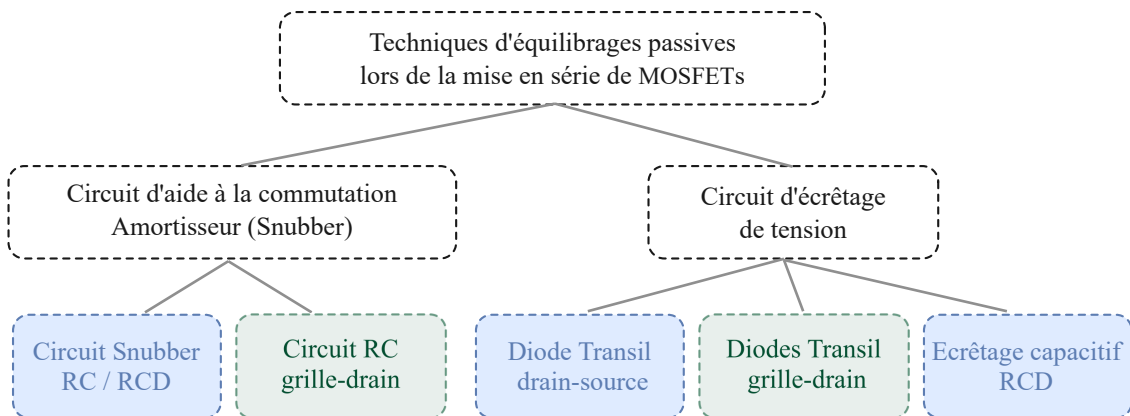 Techniques d'équilibrages passives
lors de la mise en série de MOSFETs
Circuit d'aide à la commutation
Amortisseur (Snubber)
Circuit d'écrêtage
de tension
Circuit Snubber
RC / RCD
Circuit RC
grille-drain
Diode Transil
drain-source
Diodes Transil
grille-drain
Ecrêtage capacitif
RCD